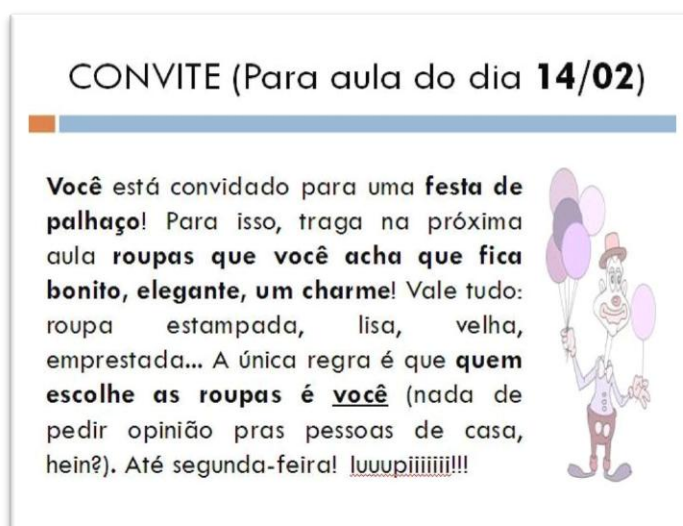 CONVITE (Para aula do dia 14/02)
Você está convidado para uma festa de
palhaço! Para isso, traga na próxima
aula roupas que você acha que fica
bonito, elegante, um charme! Vale tudo:
roupa estampada, lisa, velha,
emprestada... A única regra é que quem
escolhe as roupas é você (nada de
pedir opinião pras pessoas de casa,
hein?). Até segunda-feira! Iuuupiiiiiii!!!